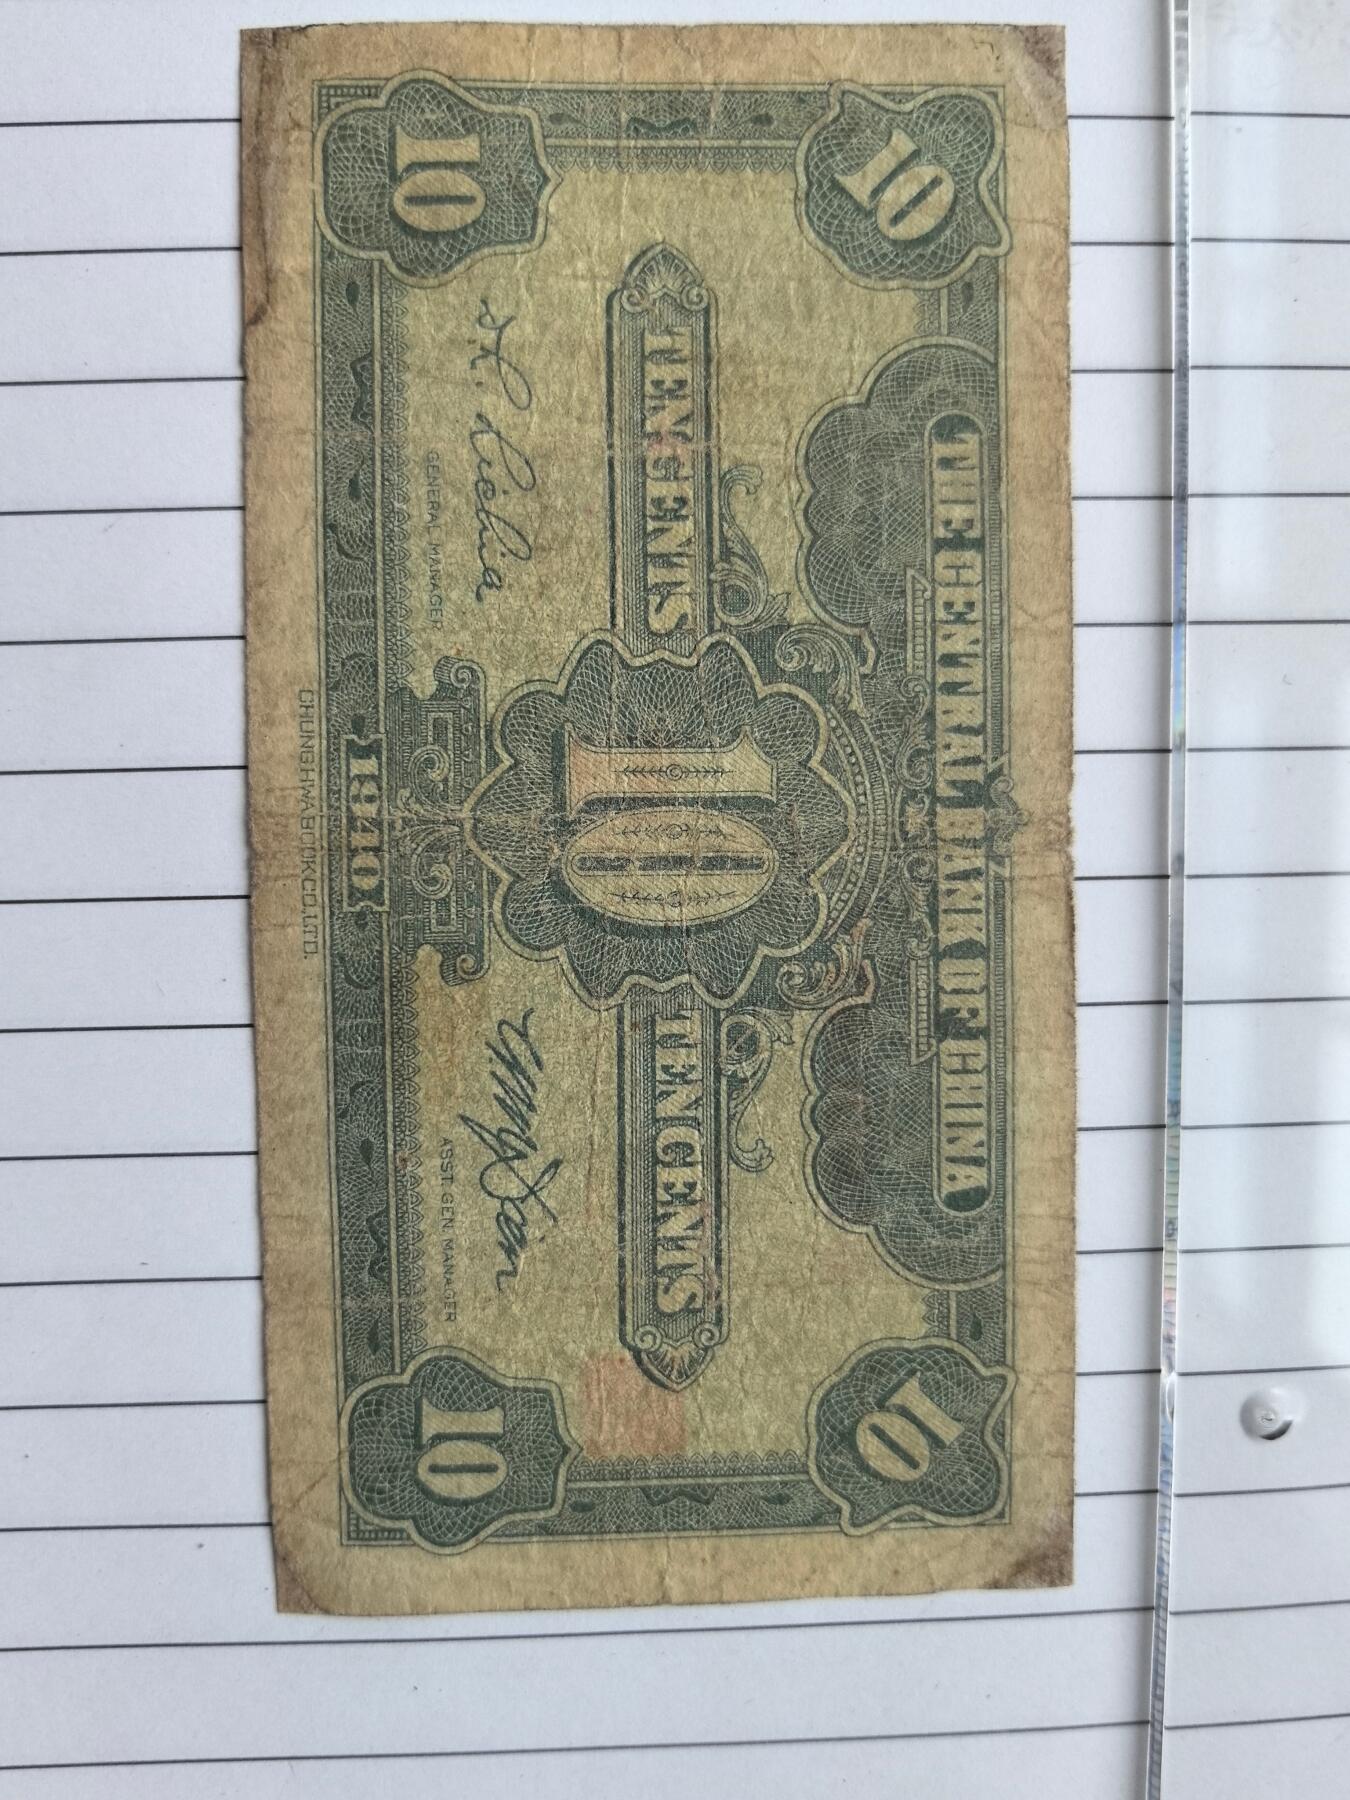 THE CENTRAL BANK OF CHINA
10
10
TEN CENTS
10
TEN CENTS
GENERAL MANAGER
ASST. GEN. MANAGER
10
1940
10
CHUNG HWA BOOK CO. LTD.